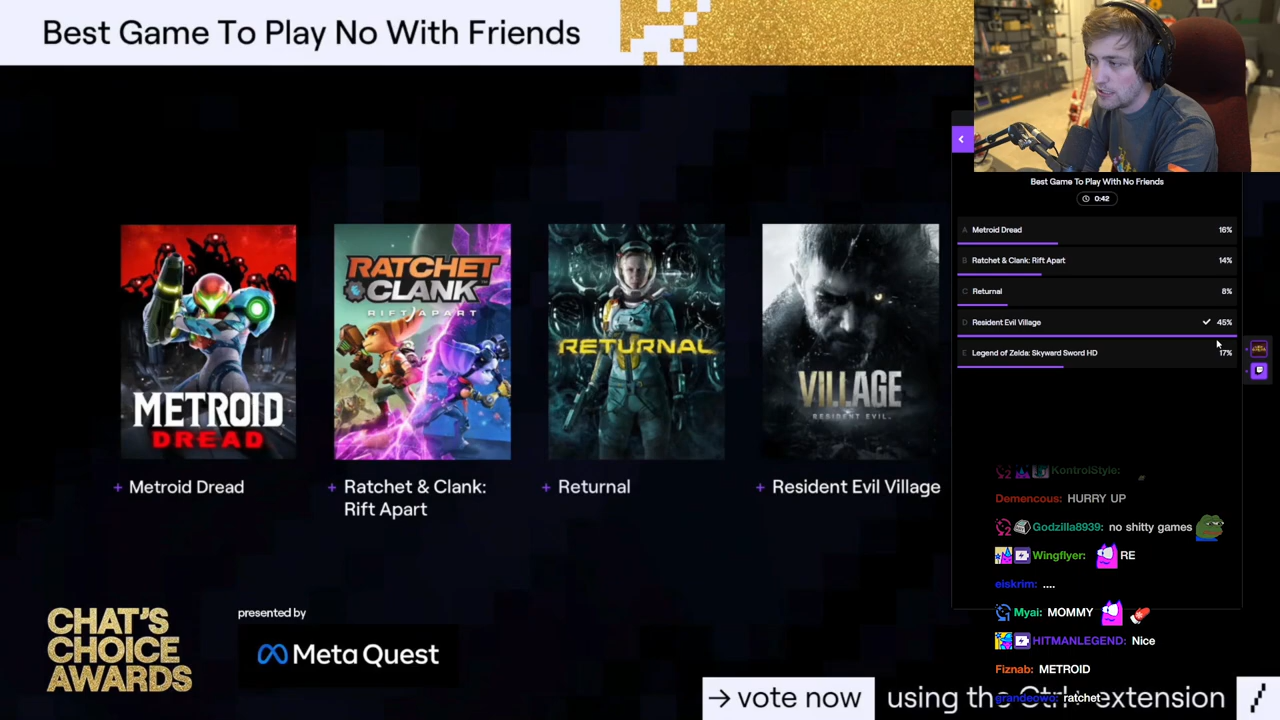 Best Game To Play No With Friends
METROID
DREAD
RATCHET
CLANK
RIFT APART
RETURNAL
VILLAGE
RESIDENT EVIL
+ Metroid Dread
+ Ratchet & Clank:
Rift Apart
+ Returnal
+ Resident Evil Village
CHAT'S
CHOICE
AWARDS
presented by
Meta Quest
→ vote now
using the Ctrl+ extension
Best Game To Play With No Friends
0:42
A Metroid Dread 16%
B Ratchet & Clank: Rift Apart 14%
C Returnal 8%
D Resident Evil Village 45%
E Legend of Zelda: Skyward Sword HD 17%
KontrolStyle:
Demencous: HURRY UP
Godzilla8939: no shitty games
Wingflyer: RE
eiskrim: ....
Myai: MOMMY
HITMANLEGEND: Nice
Fiznab: METROID
grandeowo: ratchet